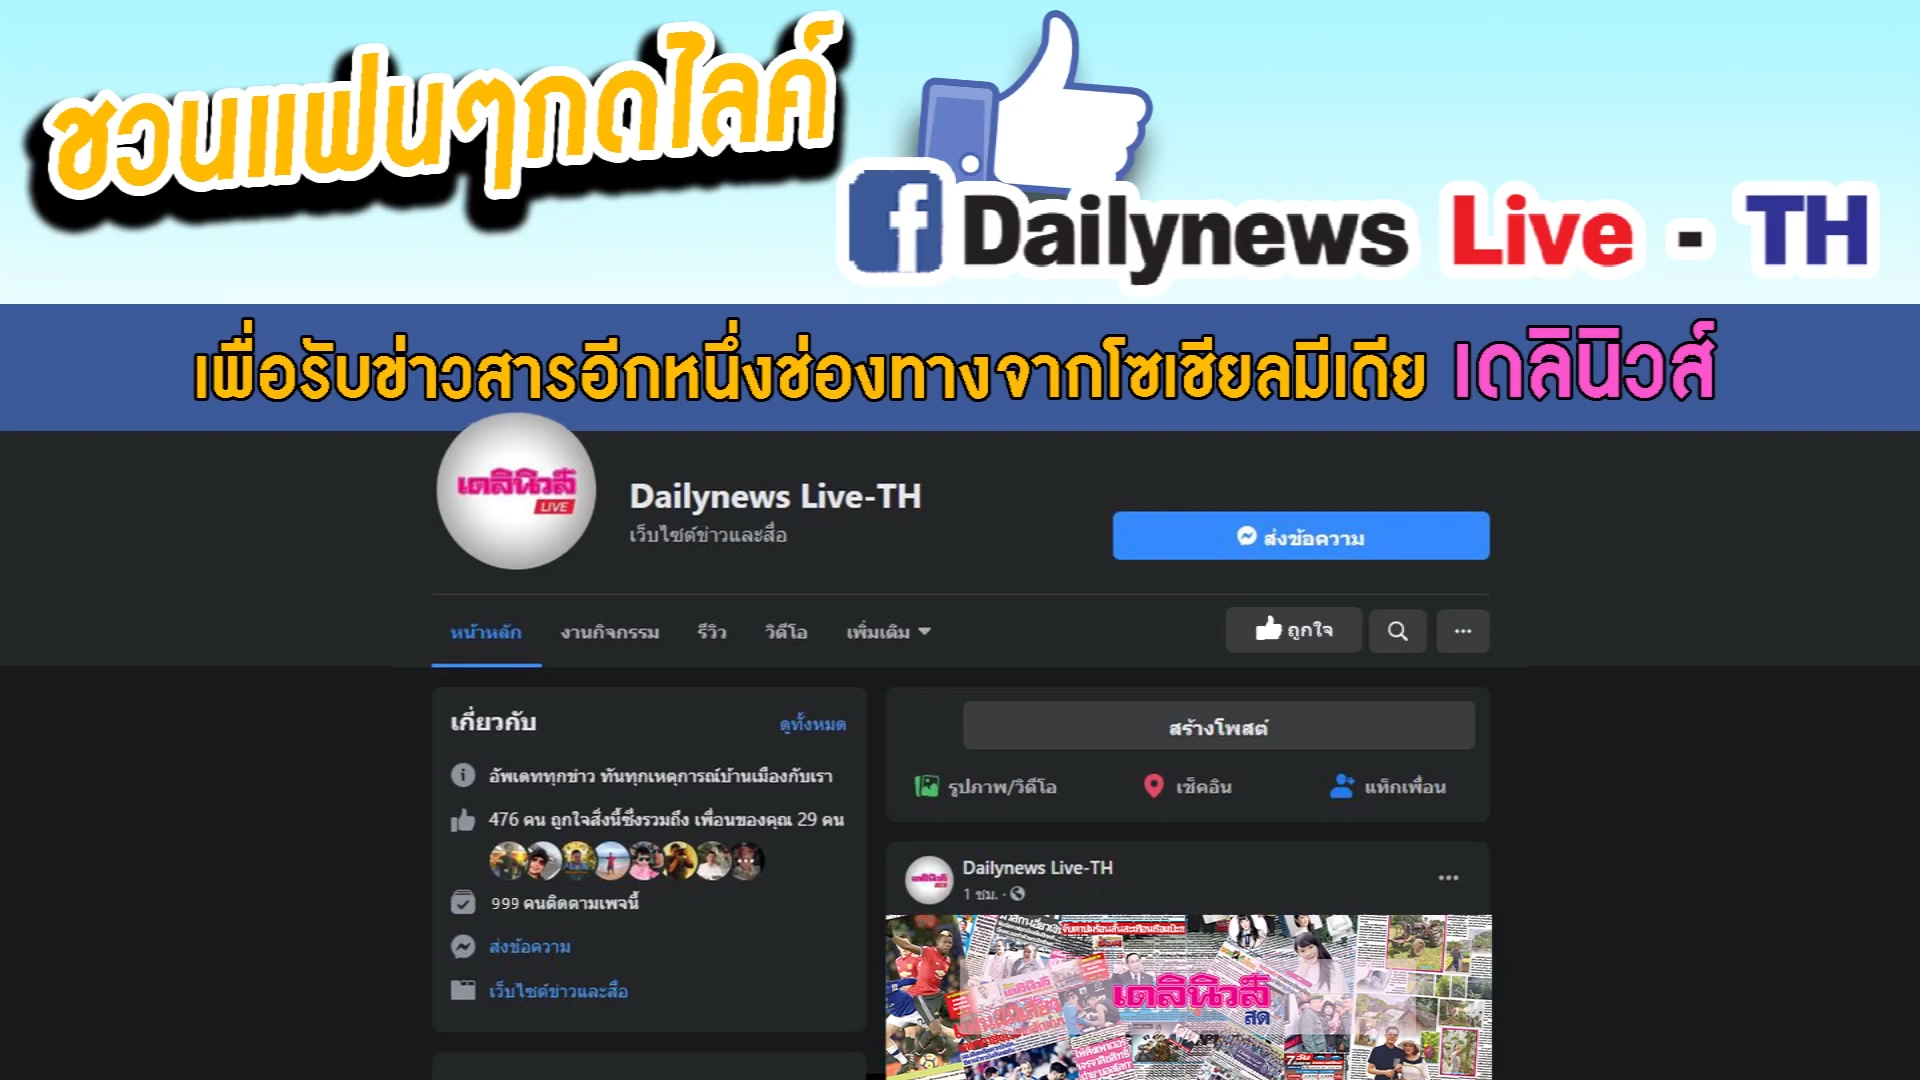 ชวนแฟนๆกดไลค์
f Dailynews Live - TH
เพื่อรับข่าวสารอีกหนึ่งช่องทางจากโซเชียลมีเดีย เดลินิวส์
เดลินิวส์
LIVE
Dailynews Live-TH
เว็บไซต์ข่าวและสื่อ
ส่งข้อความ
หน้าหลัก งานกิจกรรม รีวิว วิดีโอ เพิ่มเติม
ถูกใจ
เกี่ยวกับ ดูทั้งหมด
อัพเดททุกข่าว ทันทุกเหตุการณ์บ้านเมืองกับเรา
476 คน ถูกใจสิ่งนี้ซึ่งรวมถึง เพื่อนของคุณ 29 คน
999 คนติดตามเพจนี้
ส่งข้อความ
เว็บไซต์ข่าวและสื่อ
สร้างโพสต์
รูปภาพ/วิดีโอ เช็คอิน แท็กเพื่อน
Dailynews Live-TH
1 ชม.
เดลินิวส์
สด